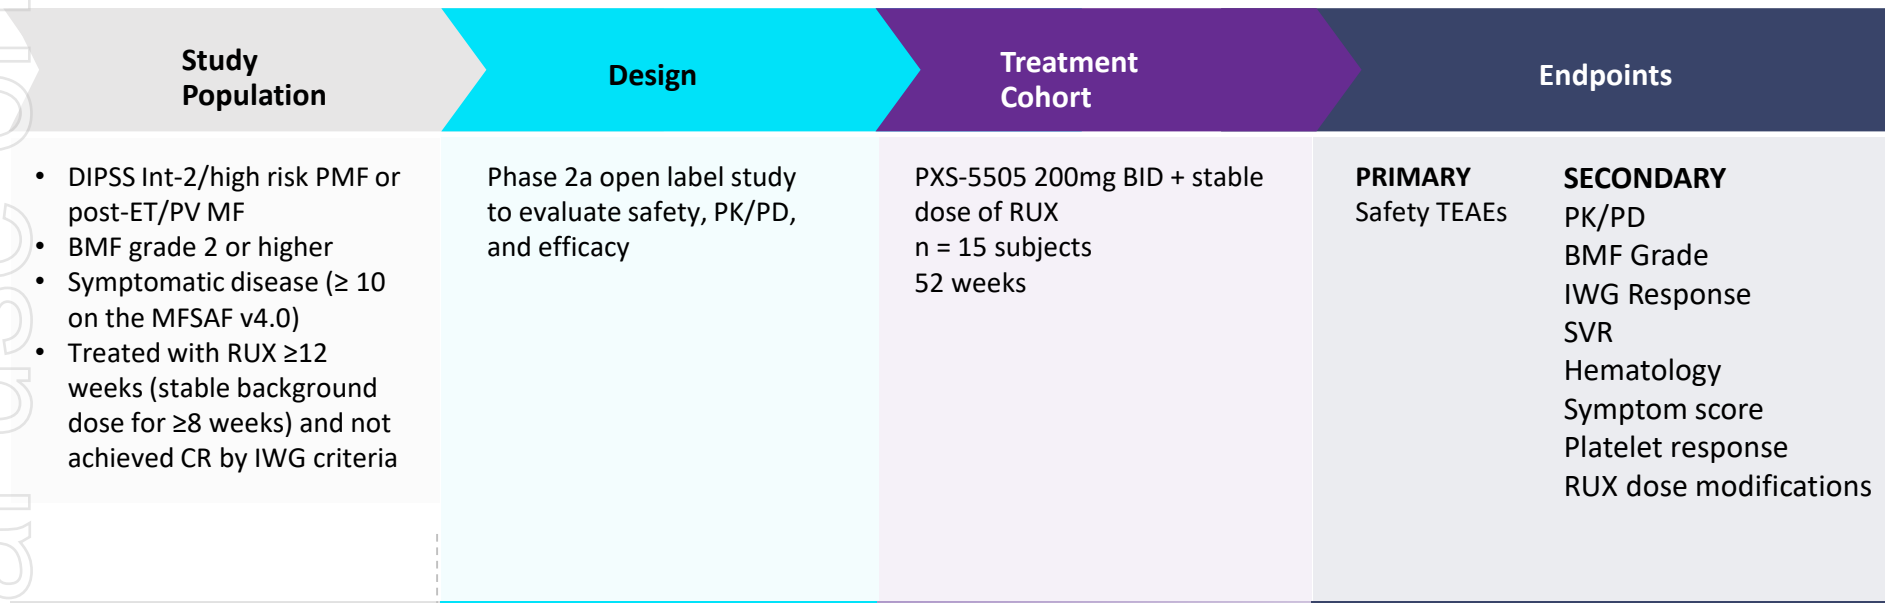 Study
Population
Design
Treatment
Cohort
Endpoints
• DIPSS Int-2/high risk PMF or
post-ET/PV MF
• BMF grade 2 or higher
• Symptomatic disease (≥ 10
on the MFSAF v4.0)
• Treated with RUX ≥12
weeks (stable background
dose for ≥8 weeks) and not
achieved CR by IWG criteria
Phase 2a open label study
to evaluate safety, PK/PD,
and efficacy
PXS-5505 200mg BID + stable
dose of RUX
n = 15 subjects
52 weeks
PRIMARY
Safety TEAEs
SECONDARY
PK/PD
BMF Grade
IWG Response
SVR
Hematology
Symptom score
Platelet response
RUX dose modifications